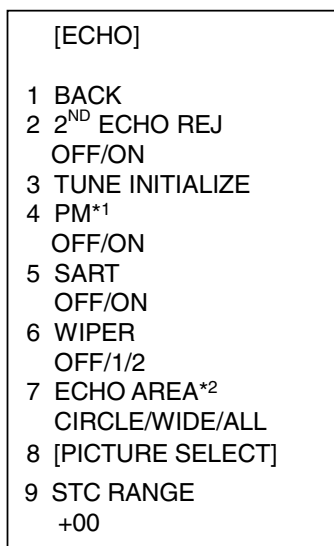 [ECHO]
1 BACK
2 2ND ECHO REJ
OFF/ON
3 TUNE INITIALIZE
4 PM*1
OFF/ON
5 SART
OFF/ON
6 WIPER
OFF/1/2
7 ECHO AREA*2
CIRCLE/WIDE/ALL
8 [PICTURE SELECT]
9 STC RANGE
+00